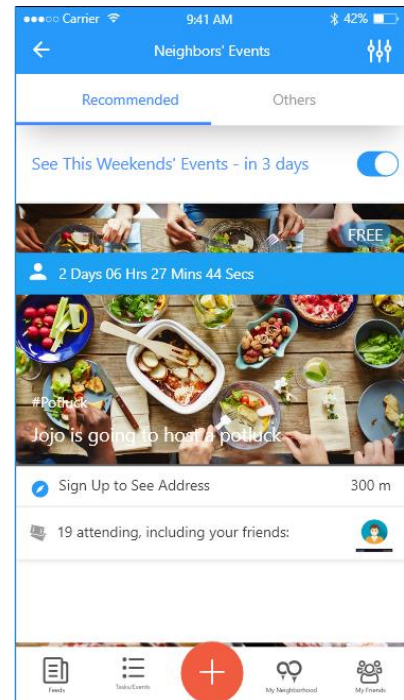 Carrier 9:41 AM 42%
Neighbors' Events
Recommended Others
See This Weekends' Events - in 3 days
FREE
2 Days 06 Hrs 27 Mins 44 Secs
#Potluck
Jojo is going to host a potluck
Sign Up to See Address 300 m
19 attending, including your friends:
Feeds Tasks/Events My Neighborhood My Friends